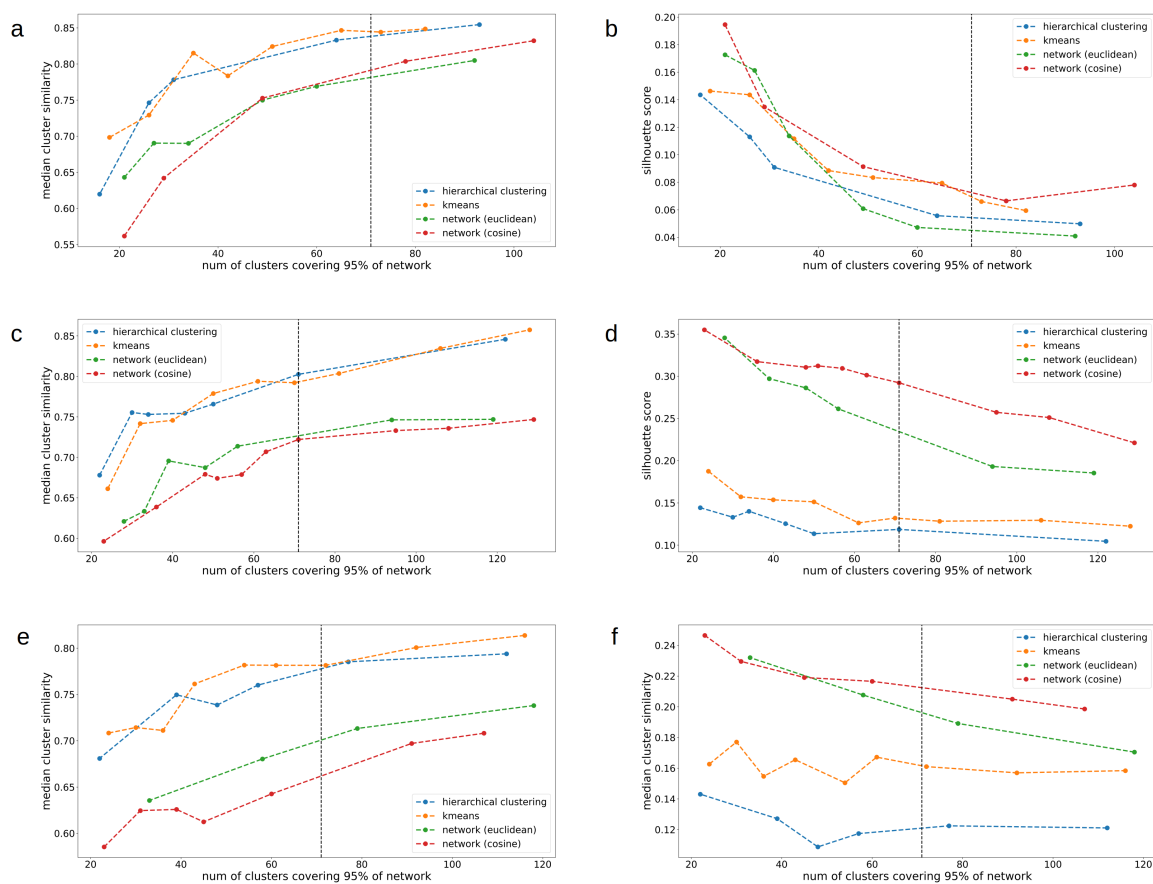 a
0.85
0.80
0.75
0.70
0.65
0.60
0.55
median cluster similarity
hierarchical clustering
kmeans
network (euclidean)
network (cosine)
20 40 60 80 100
num of clusters covering 95% of network
b
0.20
0.18
0.16
0.14
0.12
0.10
0.08
0.06
0.04
silhouette score
hierarchical clustering
kmeans
network (euclidean)
network (cosine)
20 40 60 80 100
num of clusters covering 95% of network
c
0.85
0.80
0.75
0.70
0.65
0.60
median cluster similarity
hierarchical clustering
kmeans
network (euclidean)
network (cosine)
20 40 60 80 100 120
num of clusters covering 95% of network
d
0.35
0.30
0.25
0.20
0.15
0.10
silhouette score
hierarchical clustering
kmeans
network (euclidean)
network (cosine)
20 40 60 80 100 120
num of clusters covering 95% of network
e
0.80
0.75
0.70
0.65
0.60
median cluster similarity
hierarchical clustering
kmeans
network (euclidean)
network (cosine)
20 40 60 80 100 120
num of clusters covering 95% of network
f
0.24
0.22
0.20
0.18
0.16
0.14
0.12
median cluster similarity
hierarchical clustering
kmeans
network (euclidean)
network (cosine)
20 40 60 80 100 120
num of clusters covering 95% of network